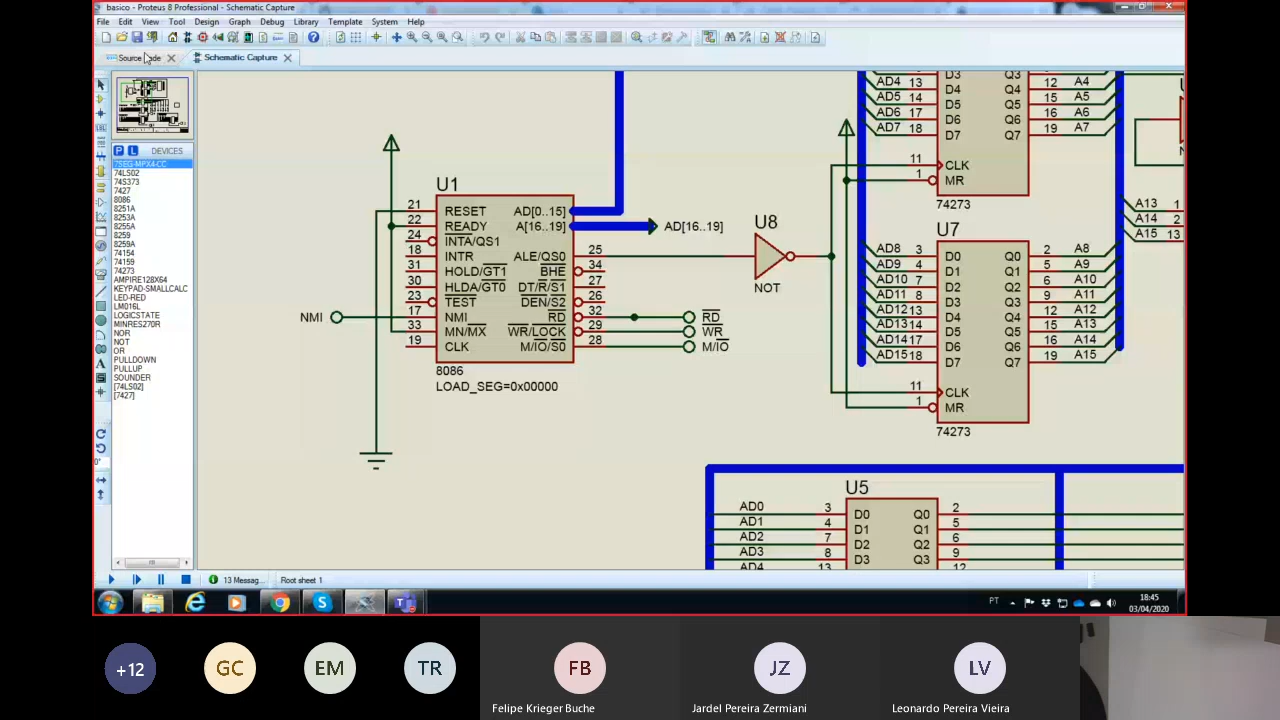 basico - Proteus 8 Professional - Schematic Capture
File Edit View Tool Design Graph Debug Library Template System Help
Schematic Capture
P L DEVICES
7SEG-MPX4-CC
74LS02
74S373
7427
8086
8251A
8253A
8255A
8259
8259A
74154
74159
74273
AMPIRE128X64
KEYPAD-SMALLCALC
LED-RED
LM016L
LOGICSTATE
MINRES270R
NOR
NOT
OR
PULLDOWN
PULLUP
SOUNDER
[74LS02]
[7427]
U1
21 RESET AD[0..15]
22 READY A[16..19] AD[16..19]
24 INTA/QS1
18 INTR ALE/QS0 25
31 HOLD/GT1 BHE 34
30 HLDA/GT0 DT/R/S1 27
23 TEST DEN/S2 26
NMI 17 NMI RD 32 RD
33 MN/MX WR/LOCK 29 WR
19 CLK M/IO/S0 28 M/IO
8086
LOAD_SEG=0x00000
U8
NOT
D3 Q3
AD4 13 D4 Q4 12 A4
AD5 14 D5 Q5 15 A5
AD6 17 D6 Q6 16 A6
AD7 18 D7 Q7 19 A7
11 CLK
1 MR
74273
U7
AD8 3 D0 Q0 2 A8
AD9 4 D1 Q1 5 A9
AD10 7 D2 Q2 6 A10
AD11 8 D3 Q3 9 A11
AD12 13 D4 Q4 12 A12
AD13 14 D5 Q5 15 A13
AD14 17 D6 Q6 16 A14
AD15 18 D7 Q7 19 A15
11 CLK
1 MR
74273
A13 1
A14 2
A15 13
U5
AD0 3 D0 Q0 2
AD1 4 D1 Q1 5
AD2 7 D2 Q2 6
AD3 8 D3 Q3 9
AD4 13 12
13 Messag... Root sheet 1
PT 18:45
03/04/2020
+12 GC EM TR FB JZ LV
Felipe Krieger Buche Jardel Pereira Zermiani Leonardo Pereira Vieira